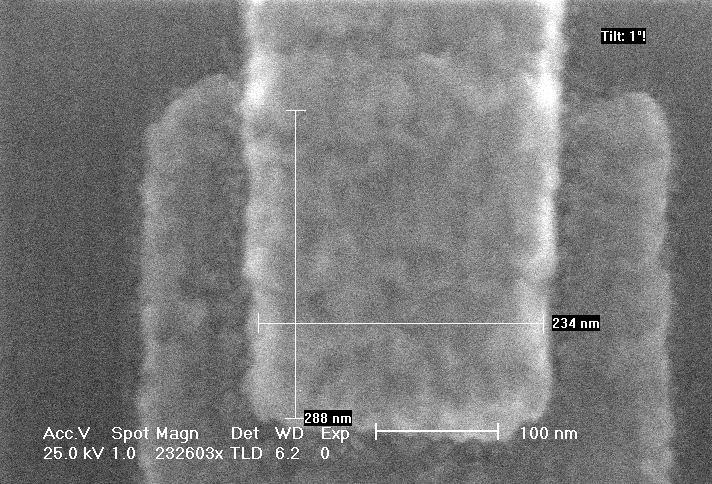 Tilt: 1°!
234 nm
288 nm
Acc.V Spot Magn Det WD Exp 100 nm
25.0 kV 1.0 232603x TLD 6.2 0